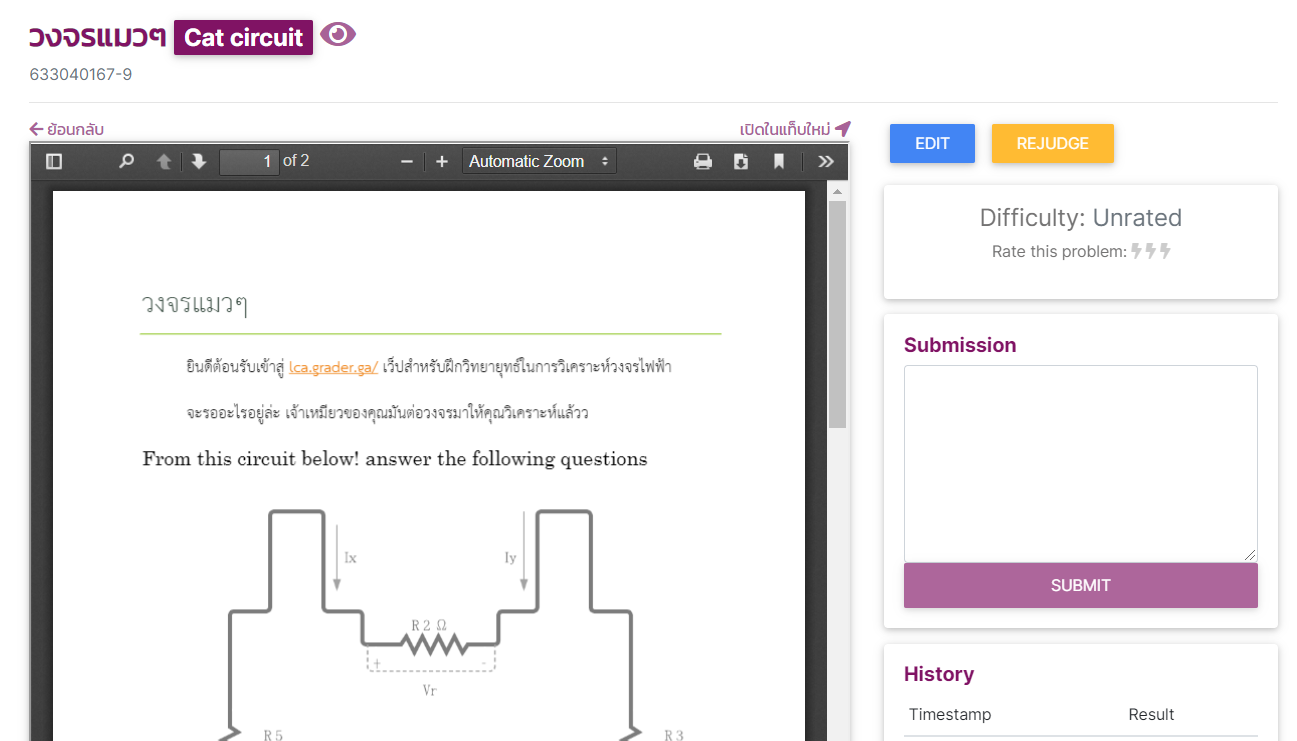 วงจรแมวๆ Cat circuit
633040167-9
ย้อนกลับ
เปิดในแท็บใหม่
1 of 2
Automatic Zoom
วงจรแมวๆ
ยินดีต้อนรับเข้าสู่ lca.grader.ga/ เว็ปสำหรับฝึกวิทยายุทธ์ในการวิเคราะห์วงจรไฟฟ้า
จะรออะไรอยู่ล่ะ เจ้าเหมียวของคุณมันต่อวงจรมาให้คุณวิเคราะห์แล้วว
From this circuit below! answer the following questions
Ix
Iy
R 2 Ω
+ -
Vr
R 5
R 3
EDIT
REJUDGE
Difficulty: Unrated
Rate this problem:
Submission
SUBMIT
History
Timestamp Result